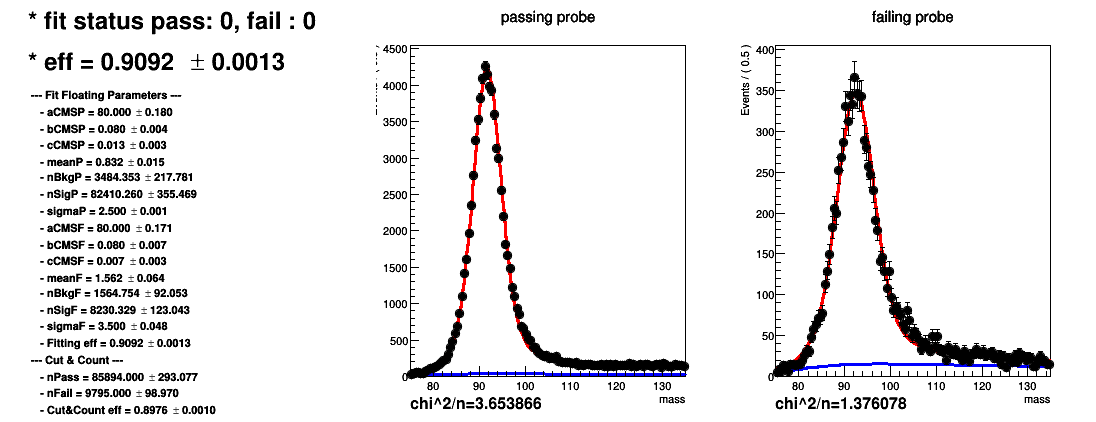 * fit status pass: 0, fail : 0
* eff = 0.9092 ± 0.0013
--- Fit Floating Parameters ---
- aCMSP = 80.000 ± 0.180
- bCMSP = 0.080 ± 0.004
- cCMSP = 0.013 ± 0.003
- meanP = 0.832 ± 0.015
- nBkgP = 3484.353 ± 217.781
- nSigP = 82410.260 ± 355.469
- sigmaP = 2.500 ± 0.001
- aCMSF = 80.000 ± 0.171
- bCMSF = 0.080 ± 0.007
- cCMSF = 0.007 ± 0.003
- meanF = 1.562 ± 0.064
- nBkgF = 1564.754 ± 92.053
- nSigF = 8230.329 ± 123.043
- sigmaF = 3.500 ± 0.048
- Fitting eff = 0.9092 ± 0.0013
--- Cut & Count ---
- nPass = 85894.000 ± 293.077
- nFail = 9795.000 ± 98.970
- Cut&Count eff = 0.8976 ± 0.0010
passing probe
4500
4000
3500
3000
2500
2000
1500
1000
500
0
80 90 100 110 120 130
mass
chi^2/n=3.653866
failing probe
Events / ( 0.5 )
400
350
300
250
200
150
100
50
0
80 90 100 110 120 130
mass
chi^2/n=1.376078